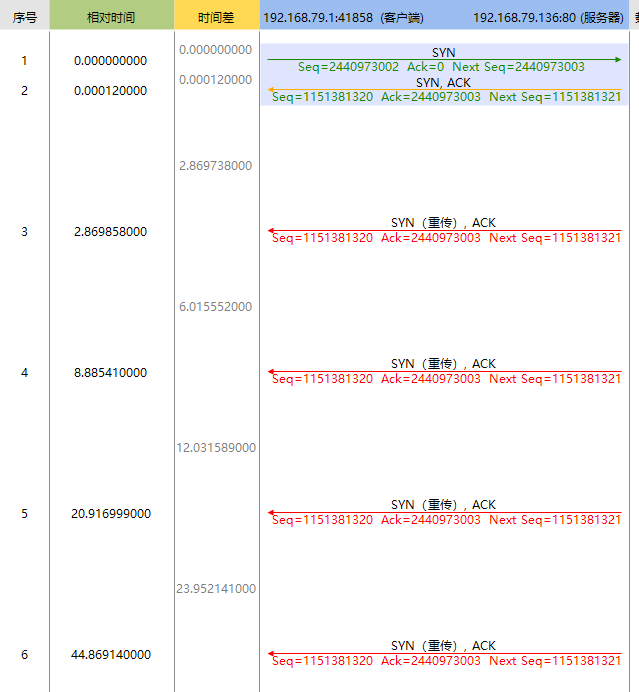 序号 相对时间 时间差 192.168.79.1:41858 (客户端) 192.168.79.136:80 (服务器)
0.000000000
SYN
1 0.000000000
Seq=2440973002 Ack=0 Next Seq=2440973003
0.000120000
SYN, ACK
2 0.000120000
Seq=1151381320 Ack=2440973003 Next Seq=1151381321
2.869738000
SYN（重传）, ACK
3 2.869858000
Seq=1151381320 Ack=2440973003 Next Seq=1151381321
6.015552000
SYN（重传）, ACK
4 8.885410000
Seq=1151381320 Ack=2440973003 Next Seq=1151381321
12.031589000
SYN（重传）, ACK
5 20.916999000
Seq=1151381320 Ack=2440973003 Next Seq=1151381321
23.952141000
SYN（重传）, ACK
6 44.869140000
Seq=1151381320 Ack=2440973003 Next Seq=1151381321